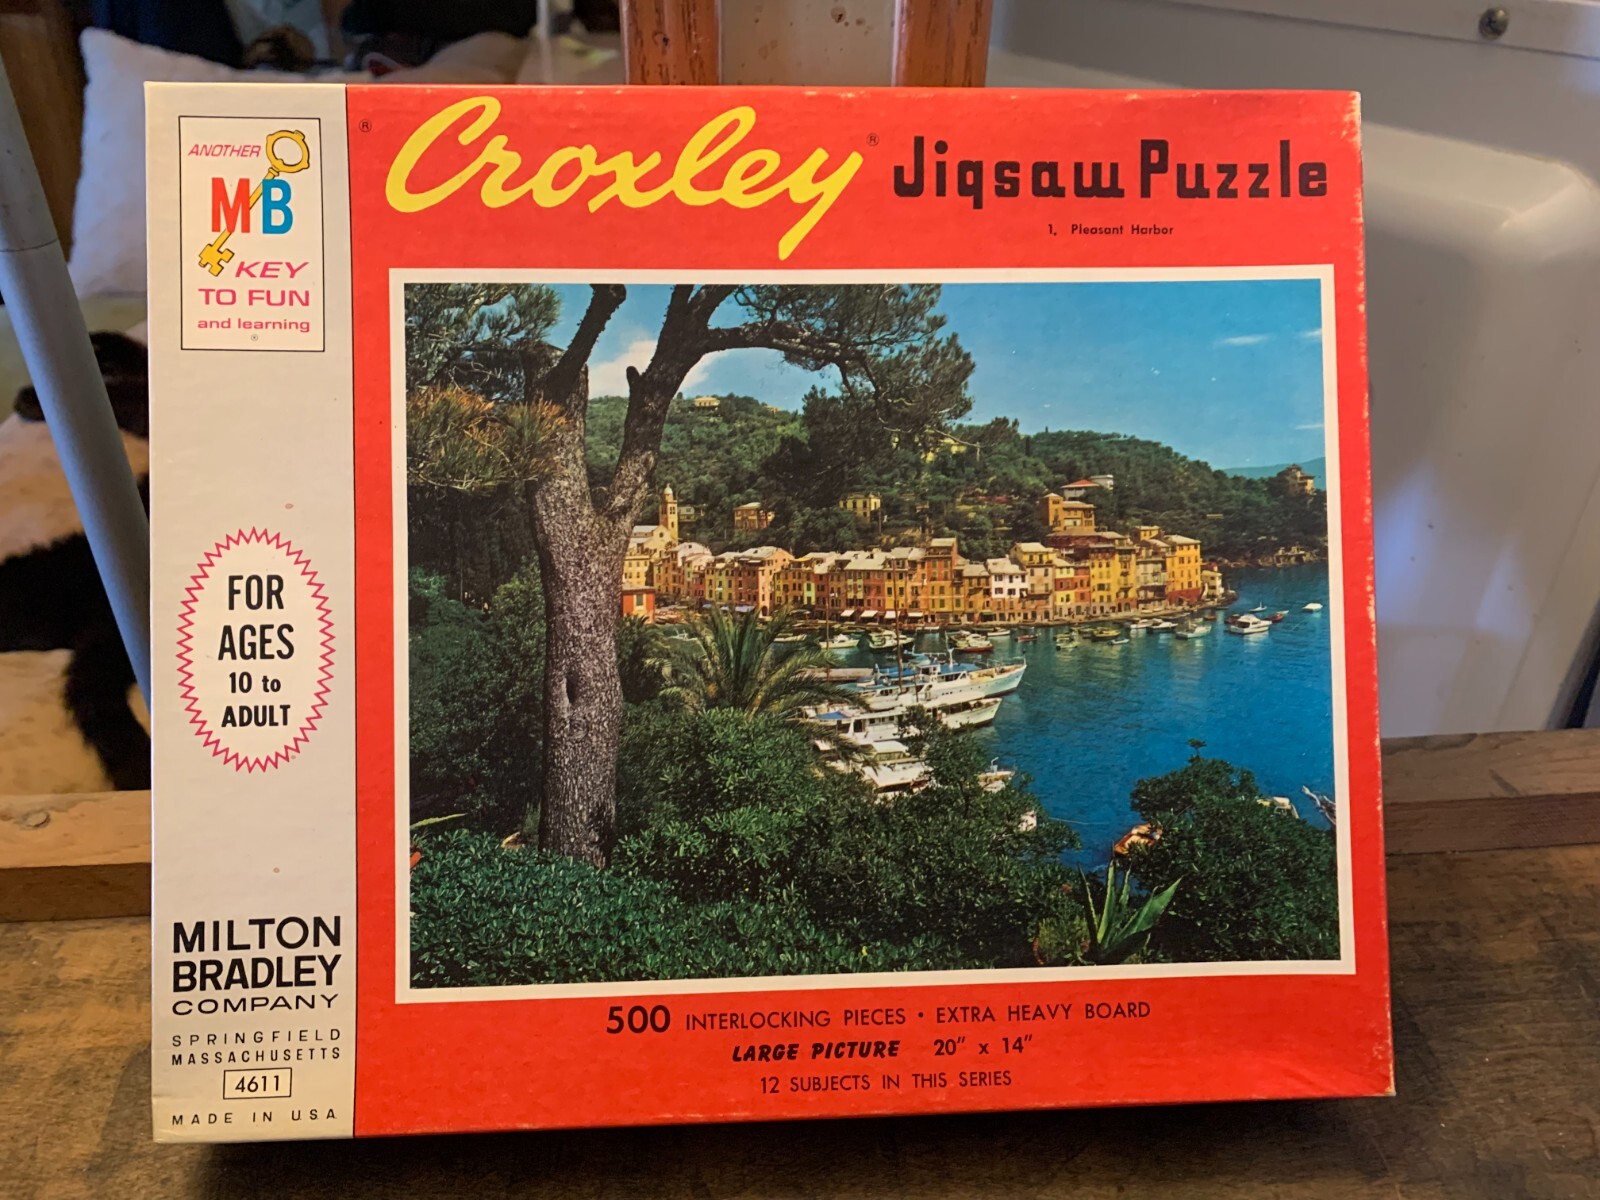 ANOTHER
MB
KEY
TO FUN
and learning
®
FOR
AGES
10 to
ADULT
MILTON
BRADLEY
COMPANY
SPRINGFIELD
MASSACHUSETTS
4611
MADE IN U.S.A.
® Croxley ® Jigsaw Puzzle
1. Pleasant Harbor
500 INTERLOCKING PIECES • EXTRA HEAVY BOARD
LARGE PICTURE 20" x 14"
12 SUBJECTS IN THIS SERIES